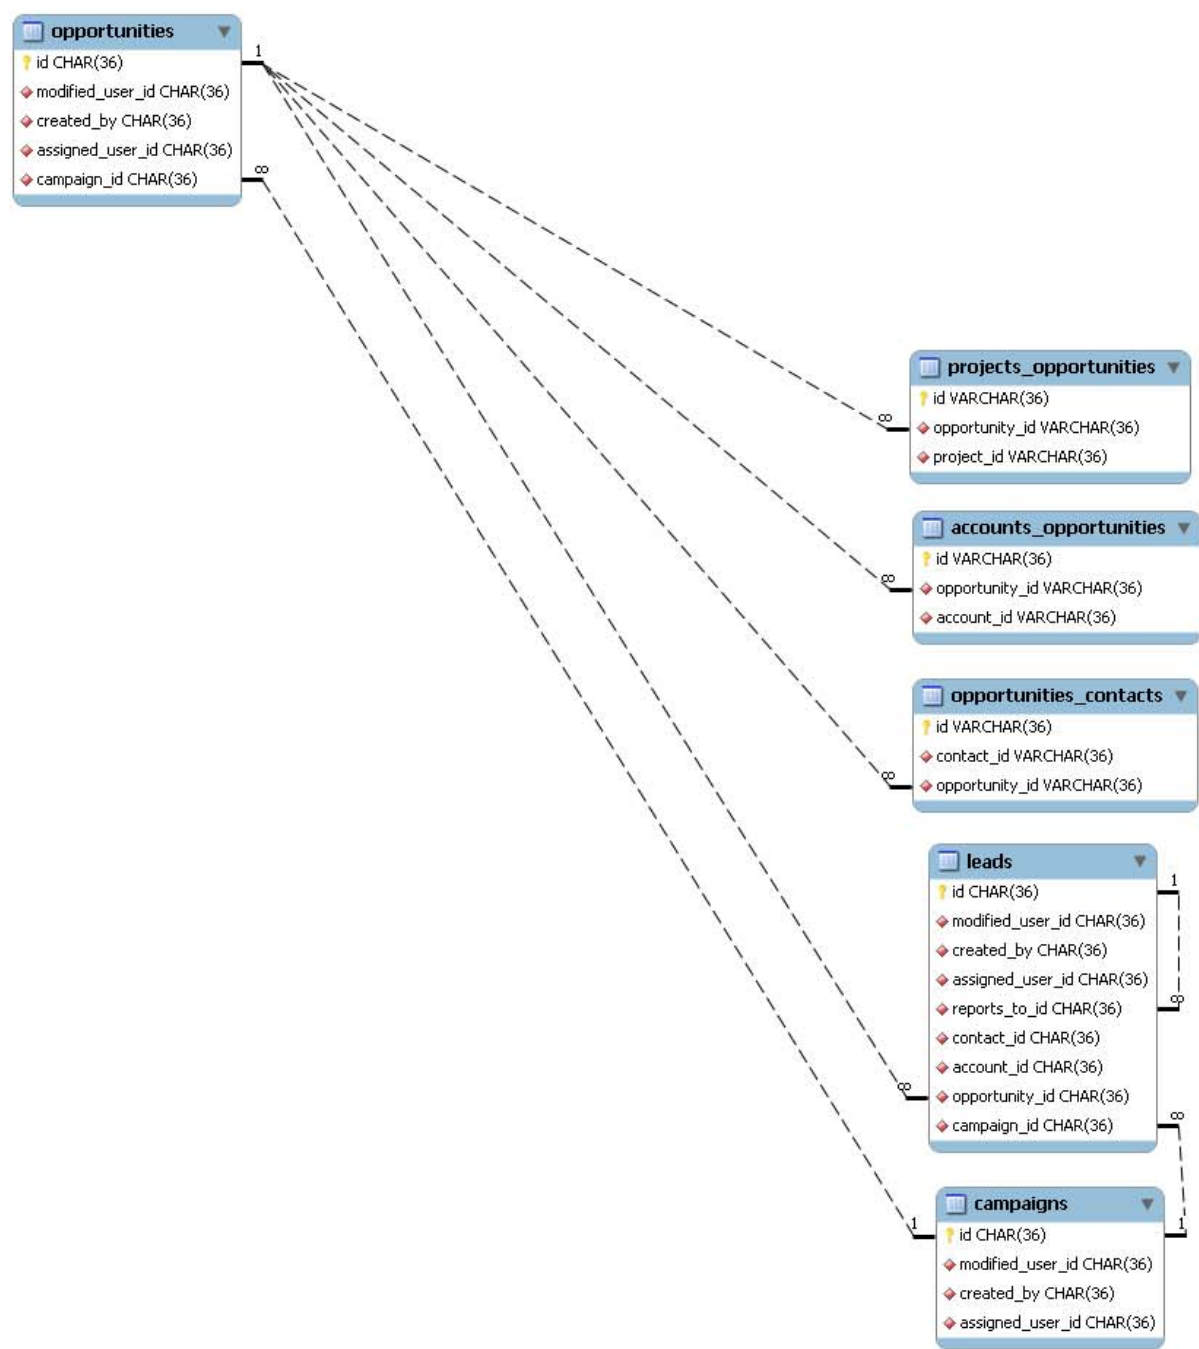 opportunities
id CHAR(36)
modified_user_id CHAR(36)
created_by CHAR(36)
assigned_user_id CHAR(36)
campaign_id CHAR(36)
1
∞
projects_opportunities
id VARCHAR(36)
opportunity_id VARCHAR(36)
project_id VARCHAR(36)
∞
accounts_opportunities
id VARCHAR(36)
opportunity_id VARCHAR(36)
account_id VARCHAR(36)
∞
opportunities_contacts
id VARCHAR(36)
contact_id VARCHAR(36)
opportunity_id VARCHAR(36)
∞
leads
id CHAR(36)
modified_user_id CHAR(36)
created_by CHAR(36)
assigned_user_id CHAR(36)
reports_to_id CHAR(36)
contact_id CHAR(36)
account_id CHAR(36)
opportunity_id CHAR(36)
campaign_id CHAR(36)
1
∞
∞
∞
campaigns
id CHAR(36)
modified_user_id CHAR(36)
created_by CHAR(36)
assigned_user_id CHAR(36)
1
1